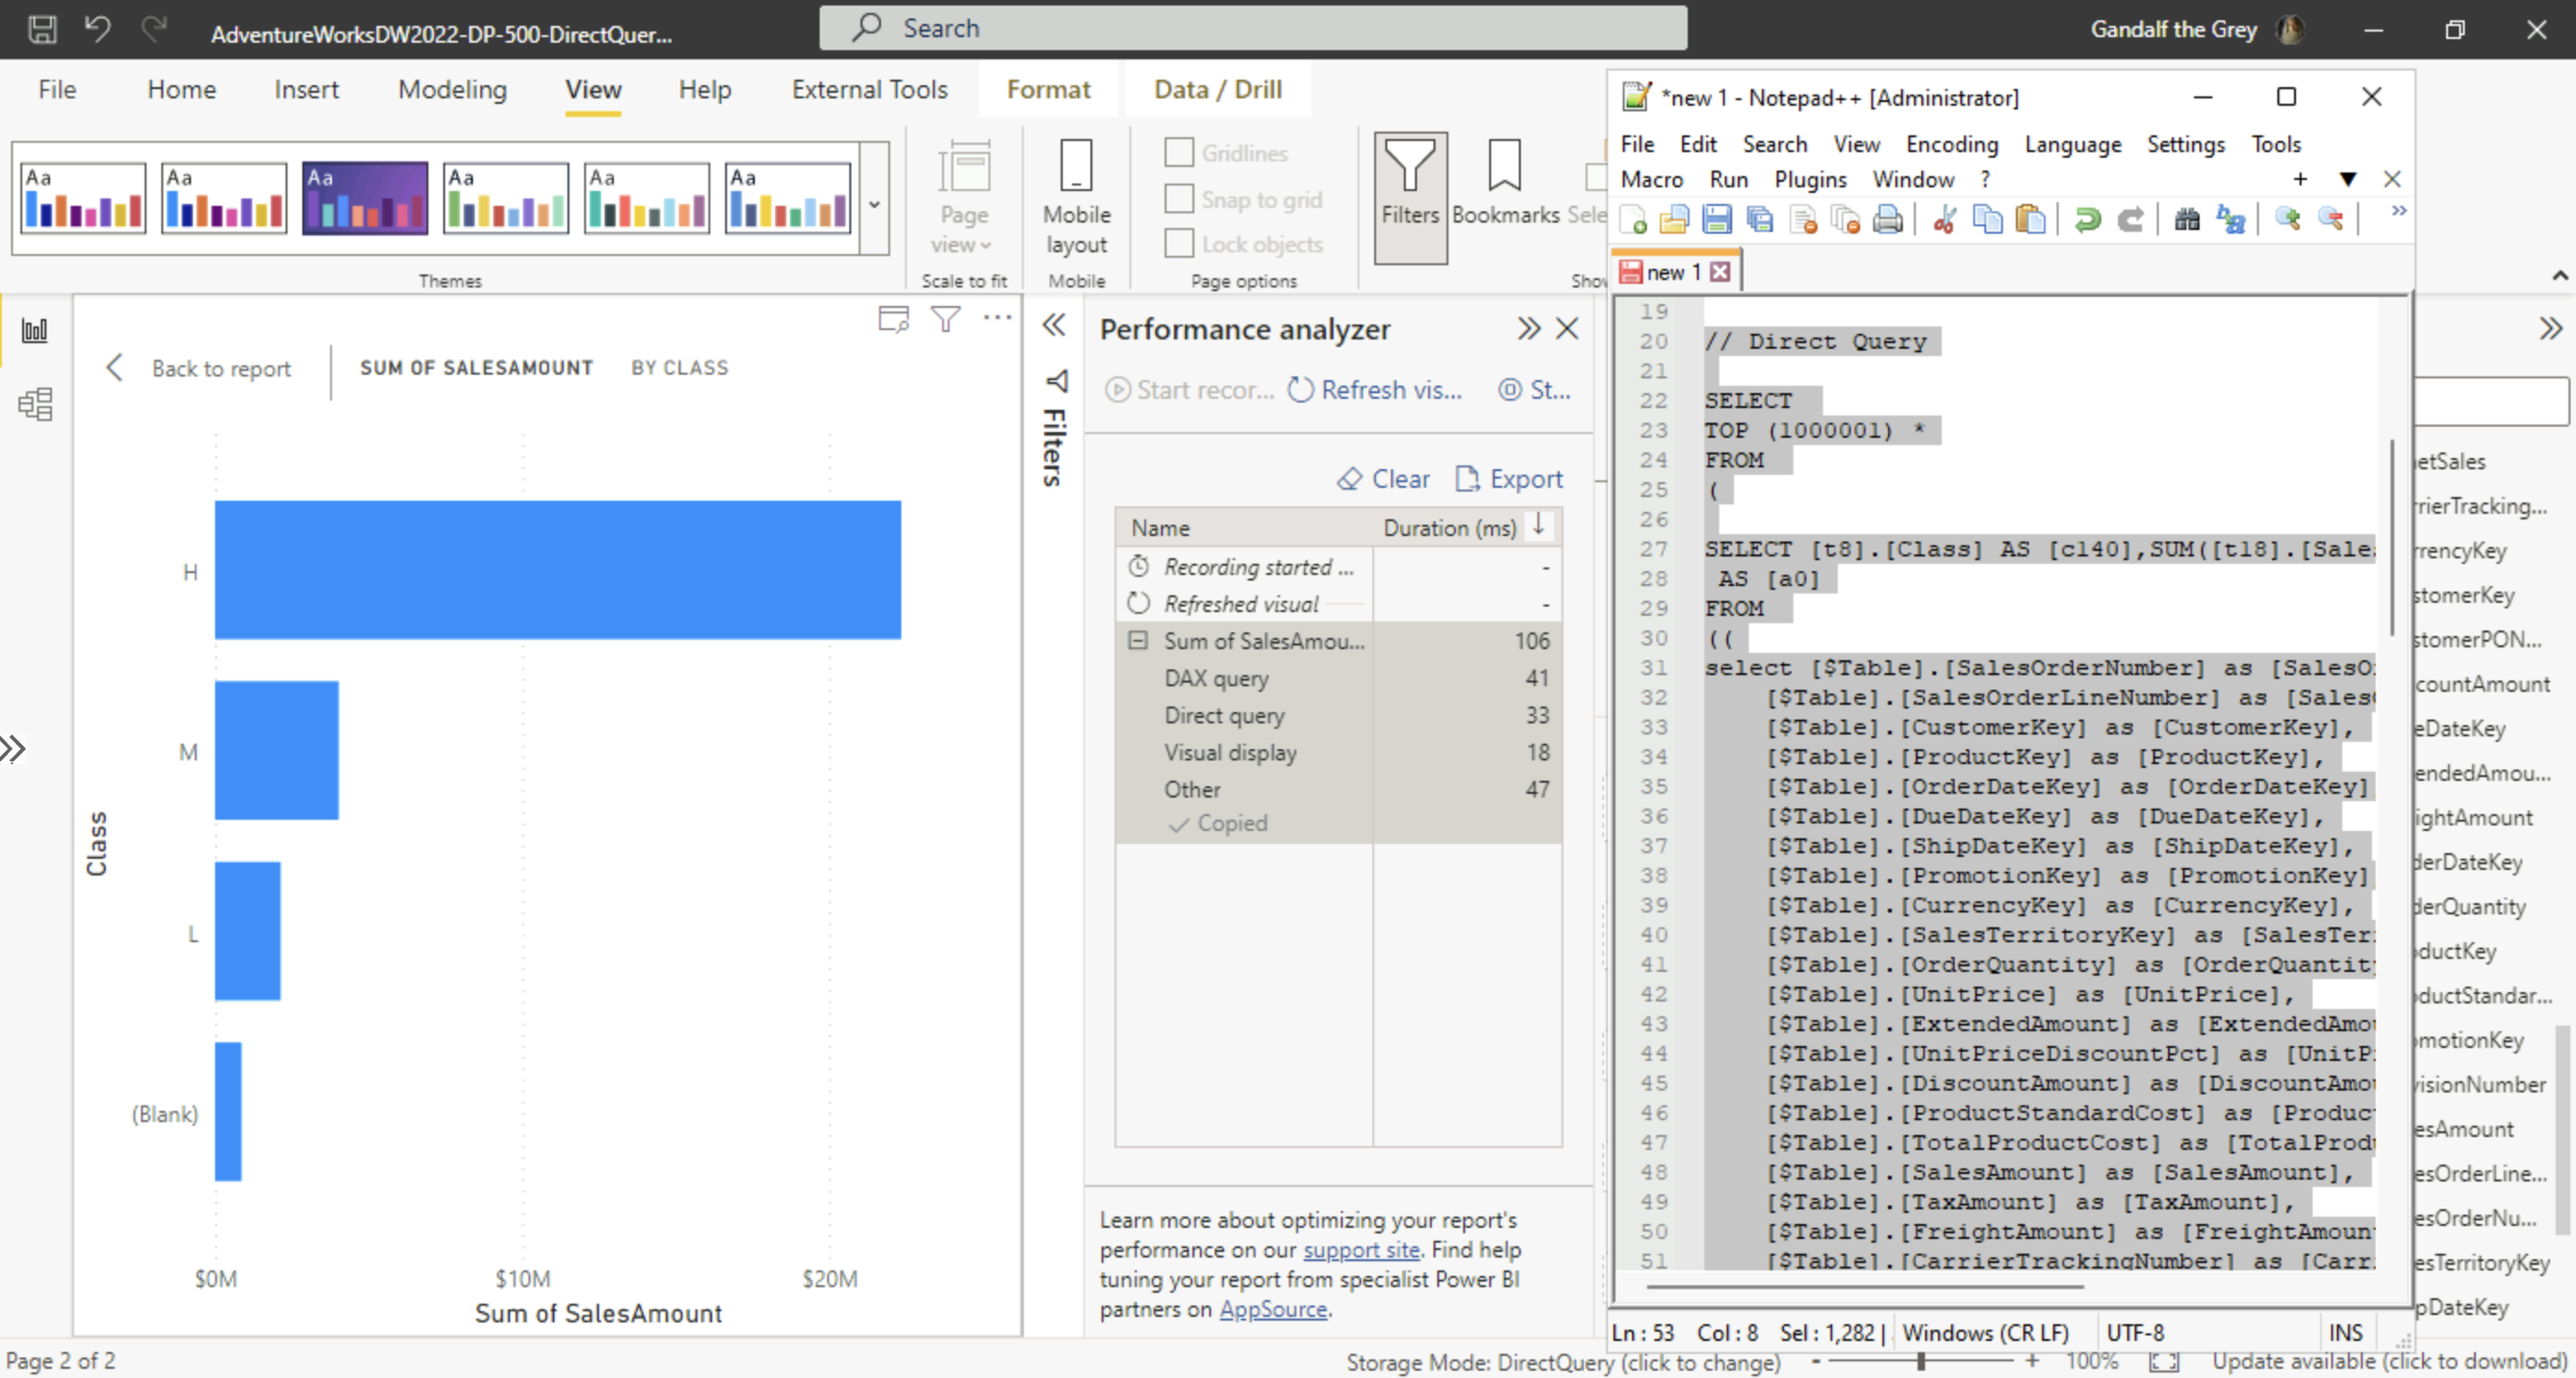 AdventureWorksDW2022-DP-500-DirectQuer...
Search
Gandalf the Grey
File Home Insert Modeling View Help External Tools Format Data / Drill
Aa Aa Aa Aa Aa Aa
Themes
Page view
Scale to fit
Mobile layout
Mobile
Gridlines
Snap to grid
Lock objects
Page options
Filters
Bookmarks
Sele
Show
Back to report
SUM OF SALESAMOUNT BY CLASS
Class
H
M
L
(Blank)
$0M $10M $20M
Sum of SalesAmount
Filters
Performance analyzer
Start recor... Refresh vis... St...
Clear Export
Name Duration (ms)
Recording started ... -
Refreshed visual -
Sum of SalesAmou... 106
DAX query 41
Direct query 33
Visual display 18
Other 47
Copied
Learn more about optimizing your report's
performance on our support site. Find help
tuning your report from specialist Power BI
partners on AppSource.
*new 1 - Notepad++ [Administrator]
File Edit Search View Encoding Language Settings Tools
Macro Run Plugins Window ?
new 1
19
20 // Direct Query
21
22 SELECT
23 TOP (1000001) *
24 FROM
25 (
26
27 SELECT [t8].[Class] AS [c140],SUM([t18].[Sale
28 AS [a0]
29 FROM
30 ((
31 select [$Table].[SalesOrderNumber] as [SalesO
32 [$Table].[SalesOrderLineNumber] as [Sales
33 [$Table].[CustomerKey] as [CustomerKey],
34 [$Table].[ProductKey] as [ProductKey],
35 [$Table].[OrderDateKey] as [OrderDateKey]
36 [$Table].[DueDateKey] as [DueDateKey],
37 [$Table].[ShipDateKey] as [ShipDateKey],
38 [$Table].[PromotionKey] as [PromotionKey]
39 [$Table].[CurrencyKey] as [CurrencyKey],
40 [$Table].[SalesTerritoryKey] as [SalesTer
41 [$Table].[OrderQuantity] as [OrderQuantit
42 [$Table].[UnitPrice] as [UnitPrice],
43 [$Table].[ExtendedAmount] as [ExtendedAmo
44 [$Table].[UnitPriceDiscountPct] as [UnitP
45 [$Table].[DiscountAmount] as [DiscountAmo
46 [$Table].[ProductStandardCost] as [Produc
47 [$Table].[TotalProductCost] as [TotalProd
48 [$Table].[SalesAmount] as [SalesAmount],
49 [$Table].[TaxAmount] as [TaxAmount],
50 [$Table].[FreightAmount] as [FreightAmoun
51 [$Table].[CarrierTrackingNumber] as [Carr
Ln : 53 Col : 8 Sel : 1,282 | Windows (CR LF) UTF-8 INS
etSales
rierTracking...
rrencyKey
stomerKey
stomerPON...
countAmount
eDateKey
endedAmou...
ightAmount
derDateKey
derQuantity
ductKey
ductStandar...
motionKey
visionNumber
esAmount
esOrderLine...
esOrderNu...
esTerritoryKey
pDateKey
Page 2 of 2
Storage Mode: DirectQuery (click to change) - + 100% Update available (click to download)